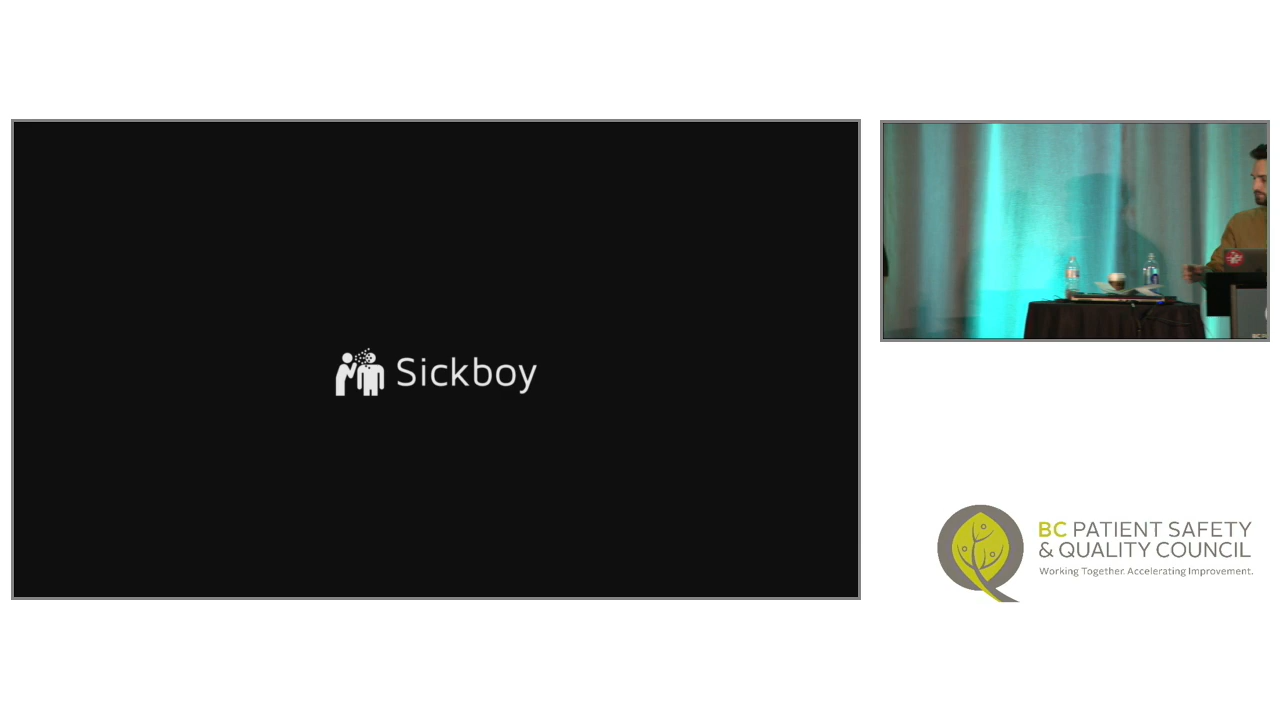 Sickboy
BC PATIENT SAFETY
& QUALITY COUNCIL
Working Together. Accelerating Improvement.